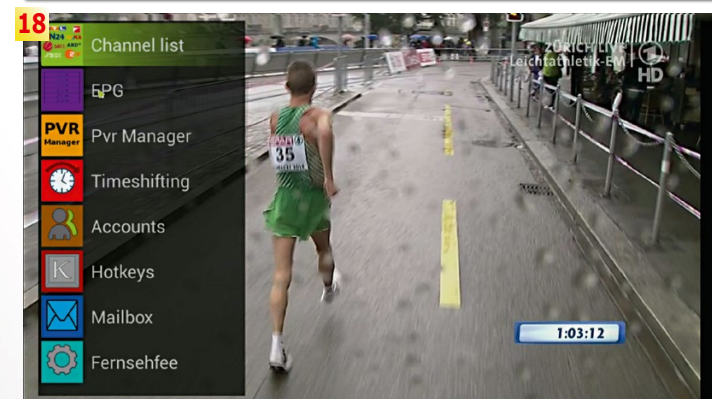 18
Channel list
EPG
PVR
Manager
Pvr Manager
Timeshifting
Accounts
K
Hotkeys
Mailbox
Fernsehfee
35
ZÜRICH LIVE
Leichtathletik-EM
HD
1:03:12